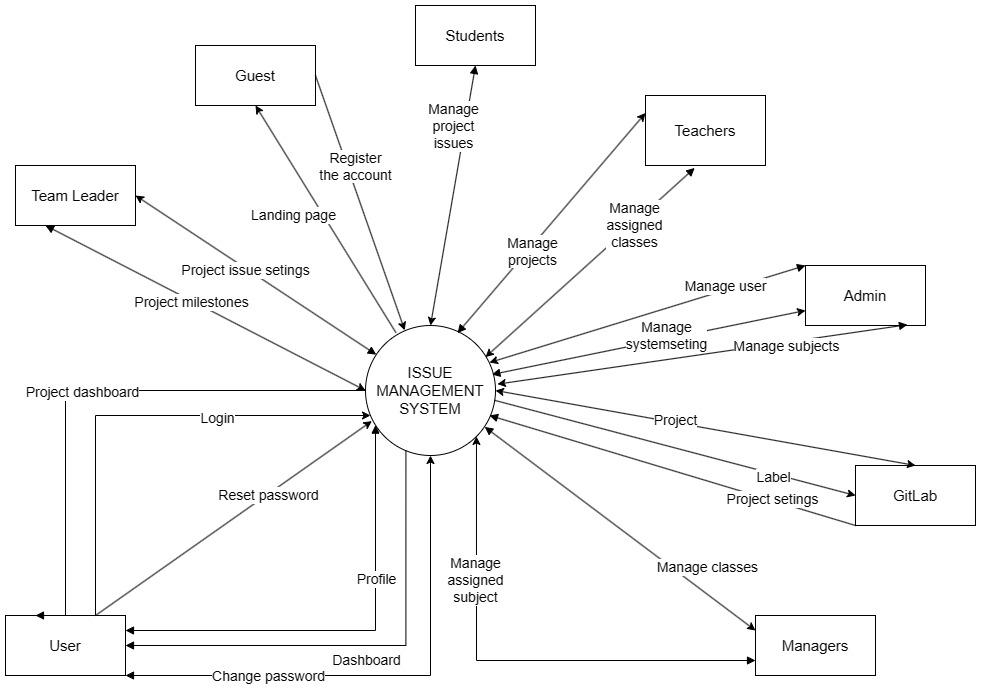 Students
Guest
Teachers
Manage
project
issues
Register
the account
Team Leader
Landing page
Manage
assigned
classes
Manage
projects
Project issue setings
Project milestones
Manage user
Admin
Manage
systemseting
Manage subjects
ISSUE
MANAGEMENT
SYSTEM
Project dashboard
Login
Project
Reset password
Label
Project setings
GitLab
Profile
Manage
assigned
subject
Manage classes
User
Dashboard
Change password
Managers